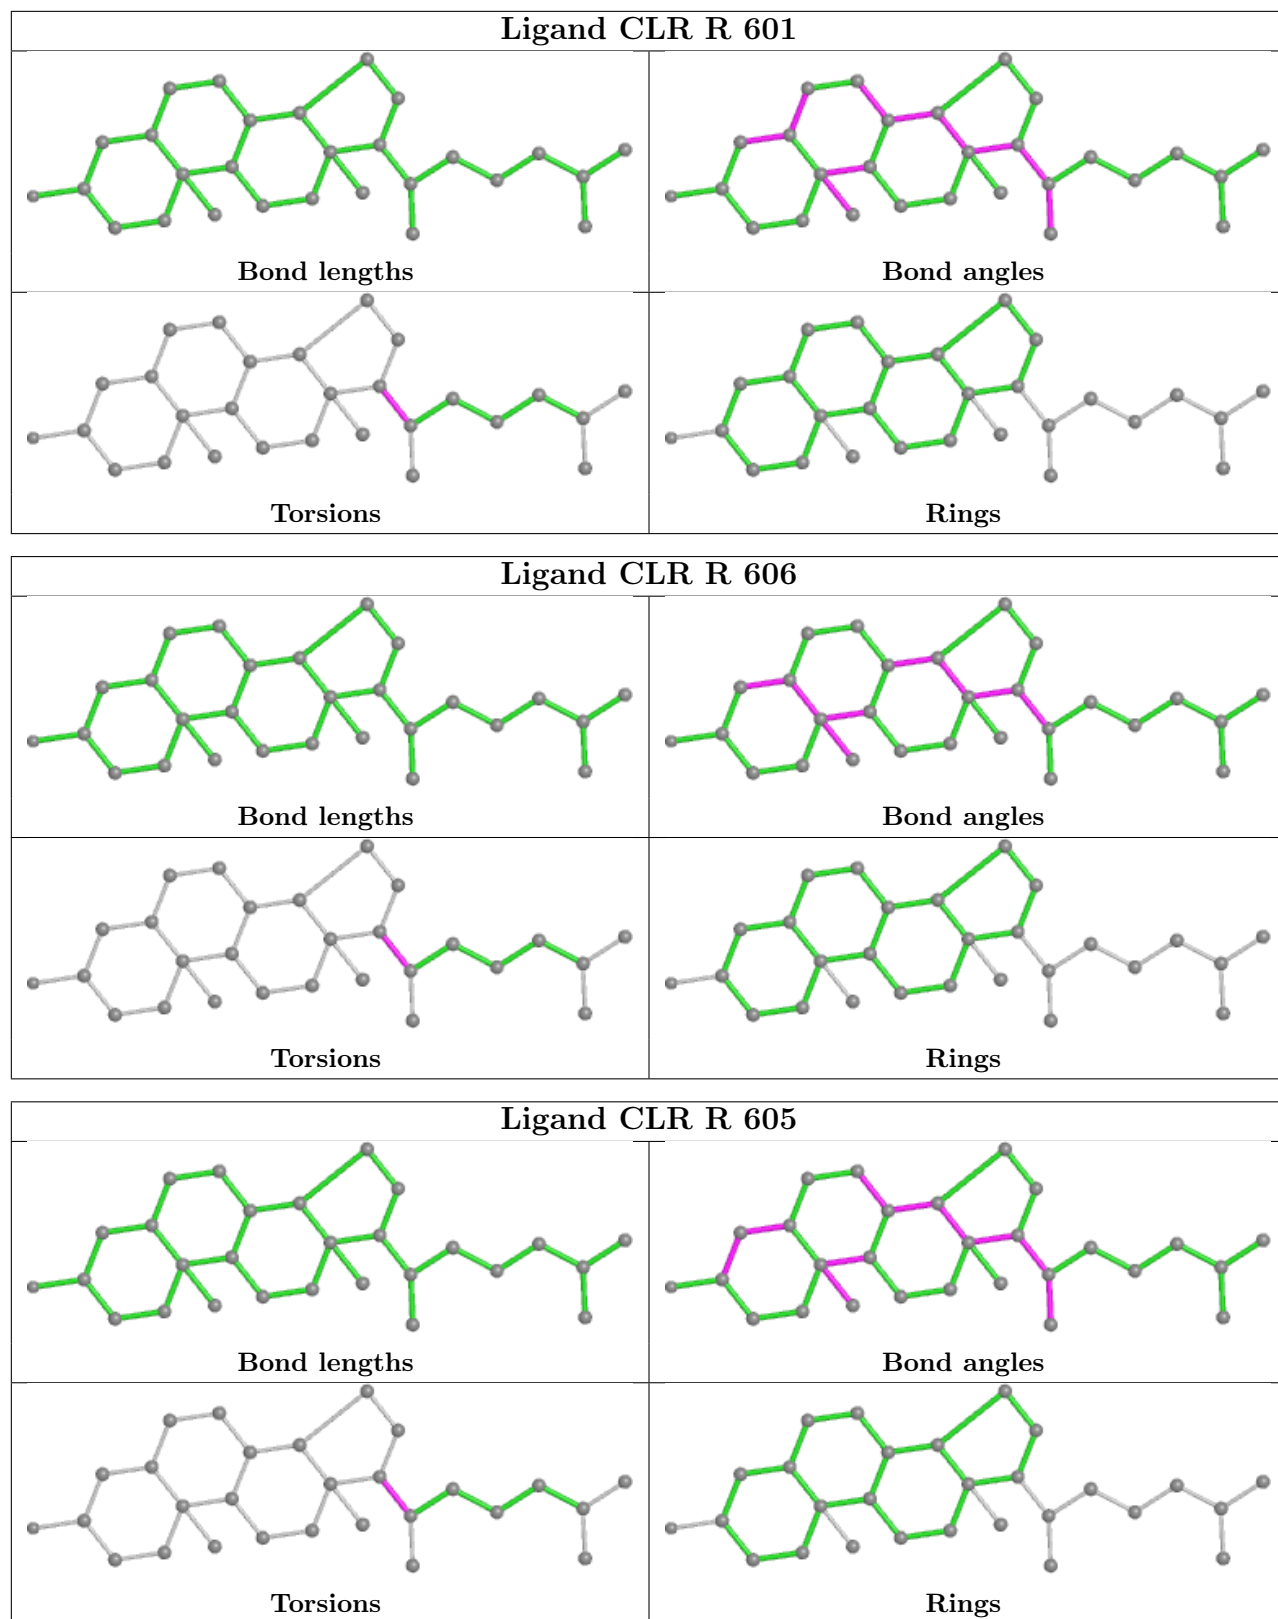 Ligand CLR R 601
Bond lengths
Bond angles
Torsions
Rings
Ligand CLR R 606
Bond lengths
Bond angles
Torsions
Rings
Ligand CLR R 605
Bond lengths
Bond angles
Torsions
Rings